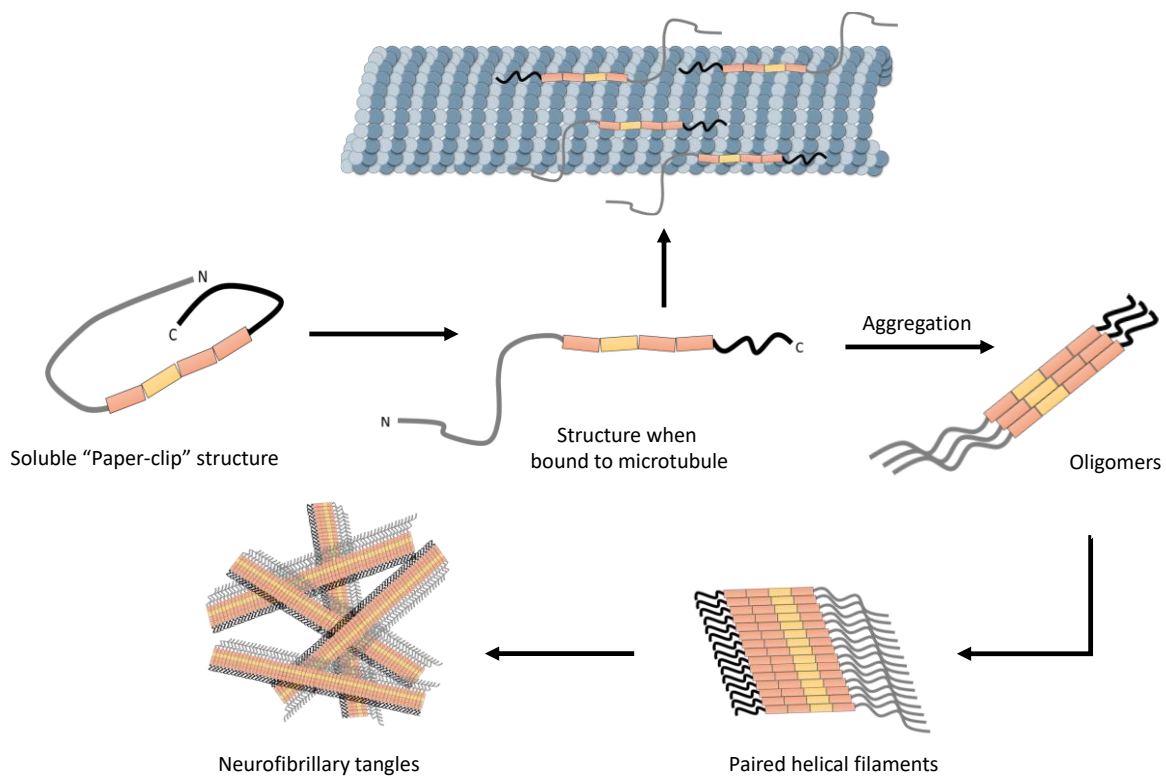 N
C
Soluble “Paper-clip” structure
N
C
Structure when
bound to microtubule
Aggregation
Oligomers
Neurofibrillary tangles
Paired helical filaments